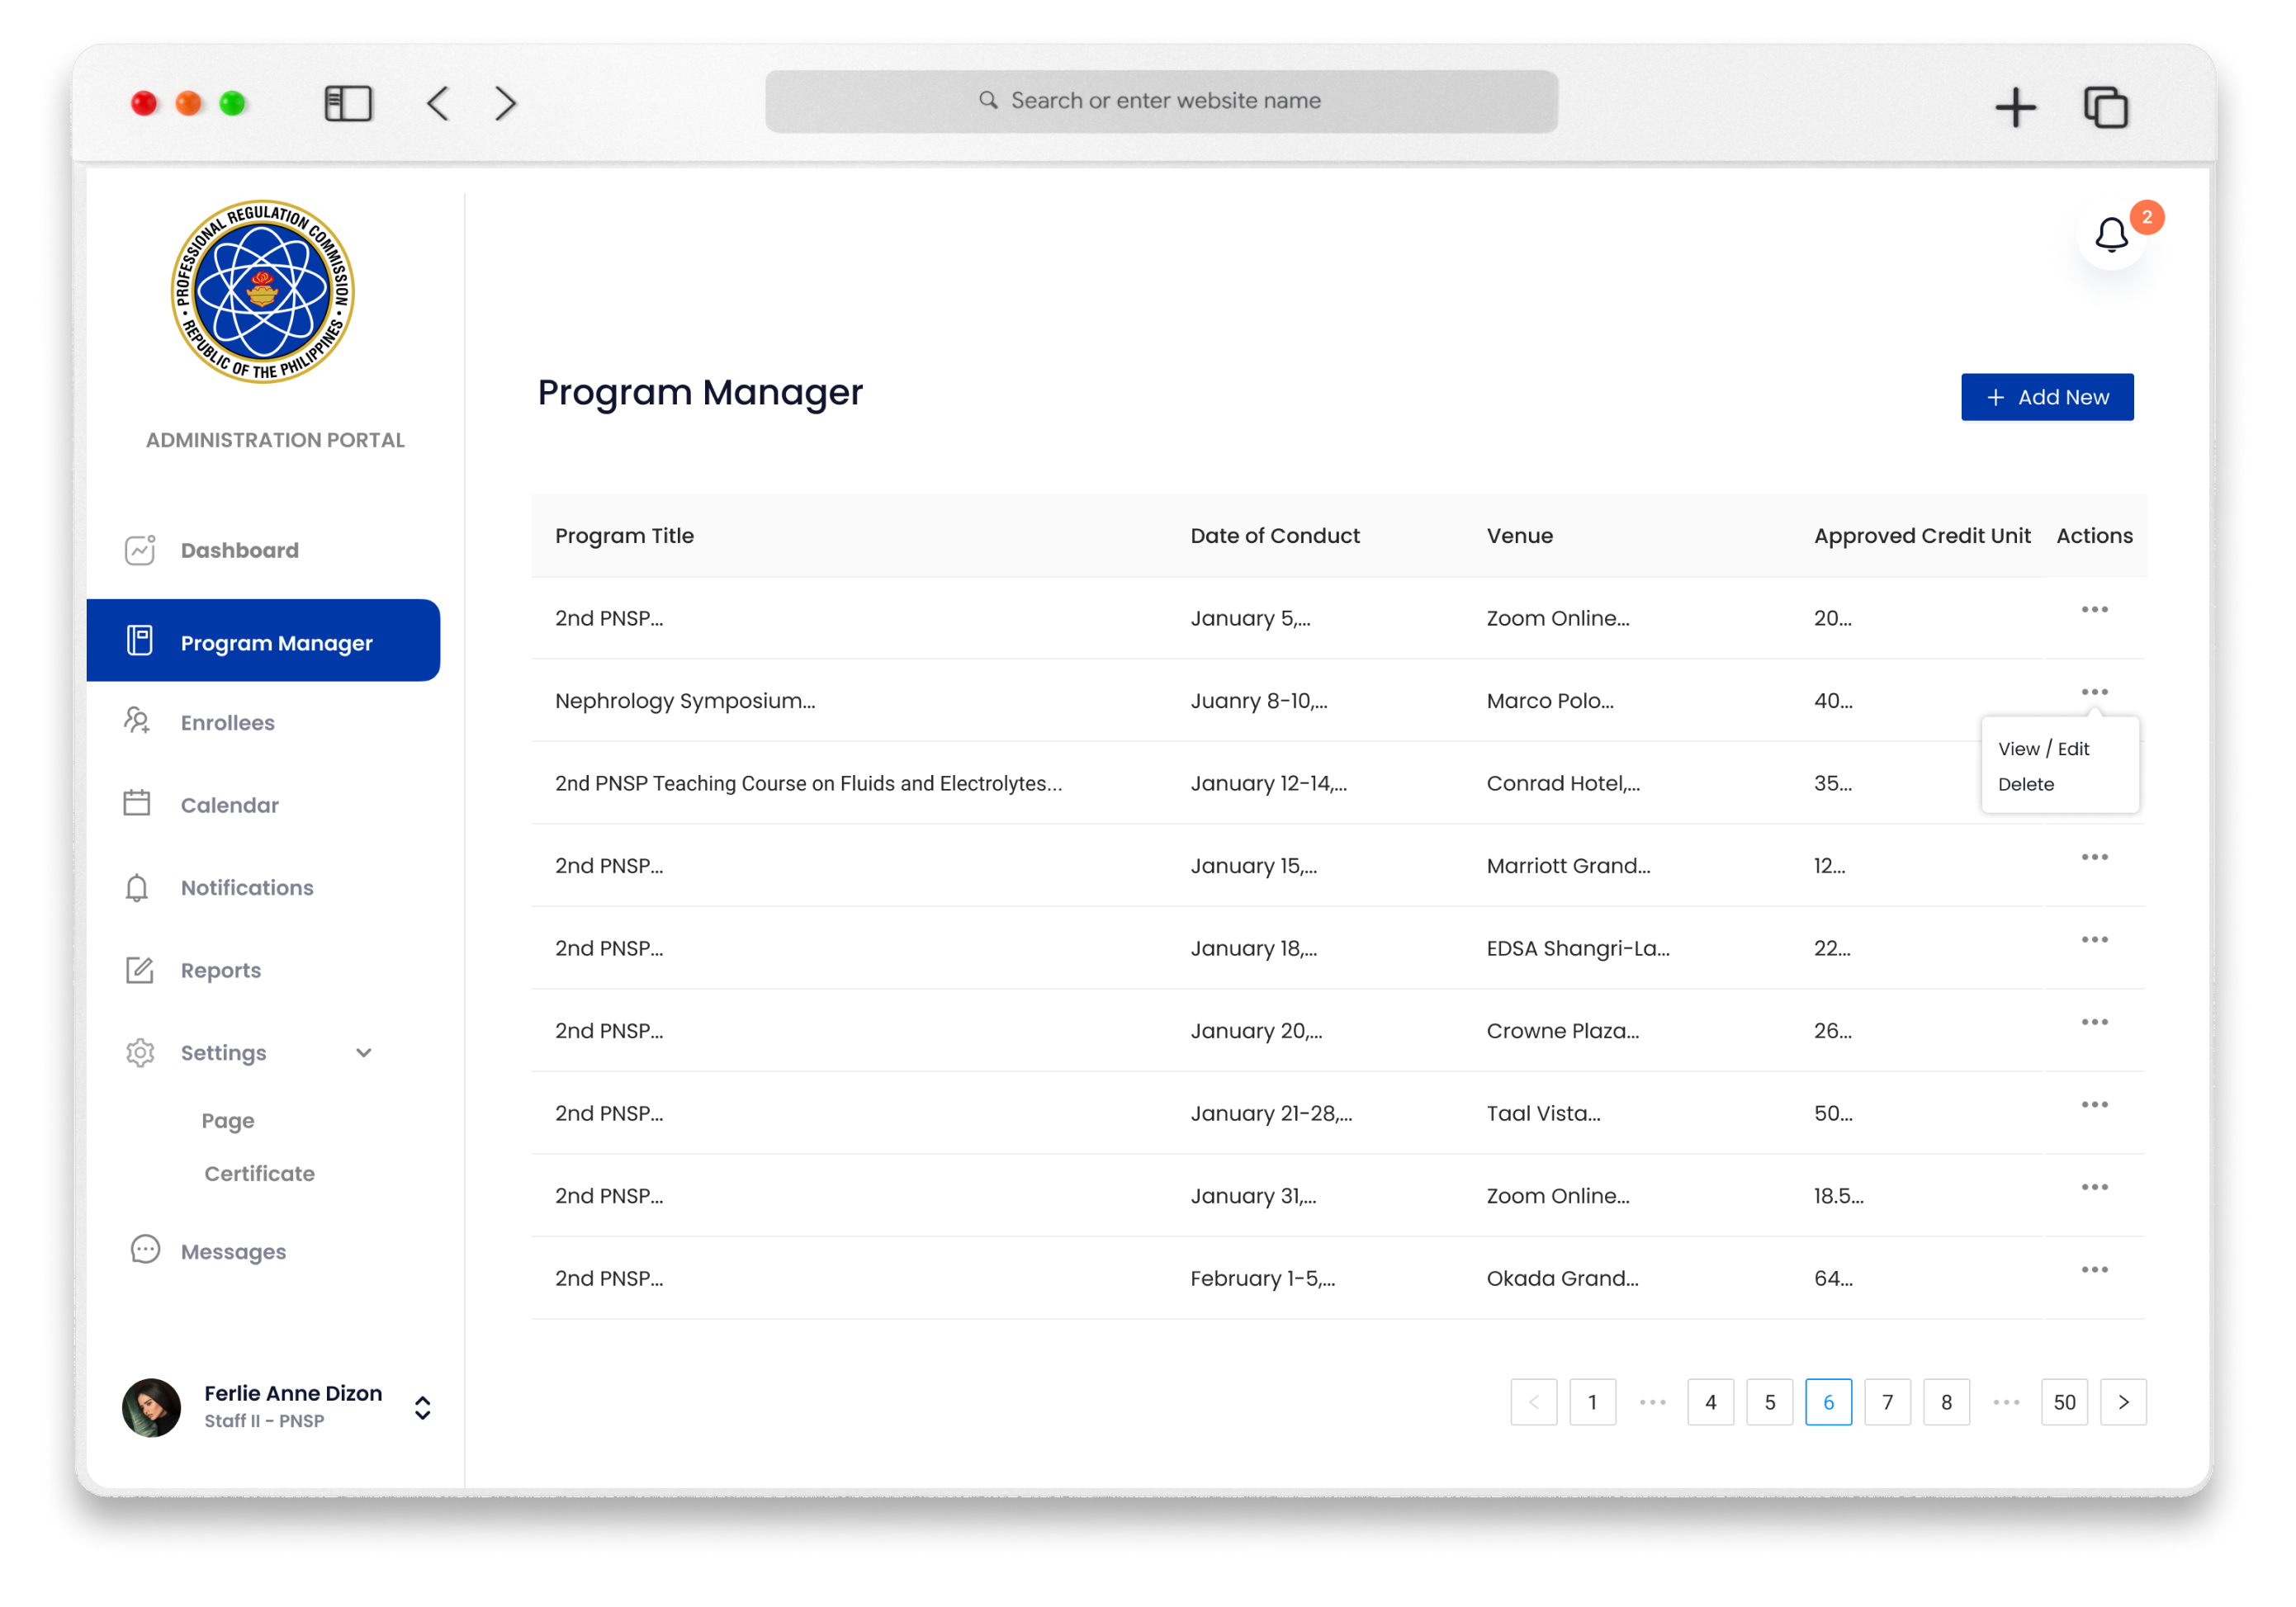 Search or enter website name
PROFESSIONAL REGULATION COMMISSION
REPUBLIC OF THE PHILIPPINES
ADMINISTRATION PORTAL
Dashboard
Program Manager
Enrollees
Calendar
Notifications
Reports
Settings
Page
Certificate
Messages
Ferlie Anne Dizon
Staff II - PNSP
2
Program Manager
+ Add New
Program Title Date of Conduct Venue Approved Credit Unit Actions
2nd PNSP... January 5,... Zoom Online... 20... •••
Nephrology Symposium... Juanry 8-10,... Marco Polo... 40... •••
View / Edit
2nd PNSP Teaching Course on Fluids and Electrolytes... January 12-14,... Conrad Hotel,... 35...
Delete
2nd PNSP... January 15,... Marriott Grand... 12... •••
2nd PNSP... January 18,... EDSA Shangri-La... 22... •••
2nd PNSP... January 20,... Crowne Plaza... 26... •••
2nd PNSP... January 21-28,... Taal Vista... 50... •••
2nd PNSP... January 31,... Zoom Online... 18.5... •••
2nd PNSP... February 1-5,... Okada Grand... 64... •••
< 1 ••• 4 5 6 7 8 ••• 50 >